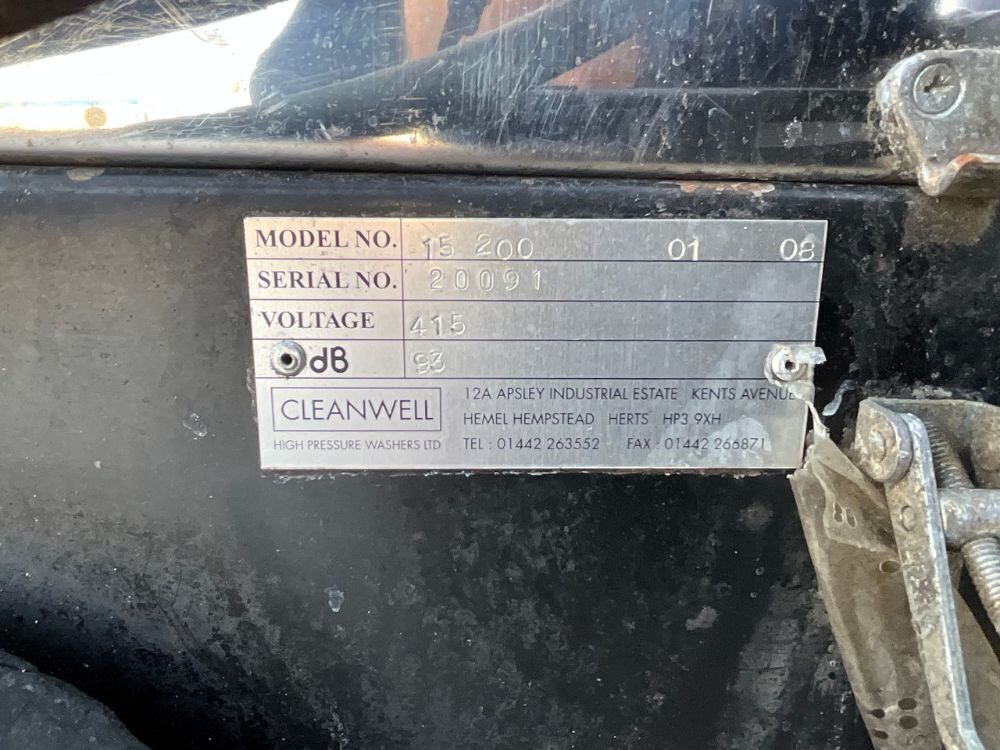 MODEL NO. 15 200 01 08
SERIAL NO. 20091
VOLTAGE 415
dB 93
CLEANWELL
HIGH PRESSURE WASHERS LTD
12A APSLEY INDUSTRIAL ESTATE KENTS AVENUE
HEMEL HEMPSTEAD HERTS HP3 9XH
TEL : 01442 263552 FAX : 01442 266871